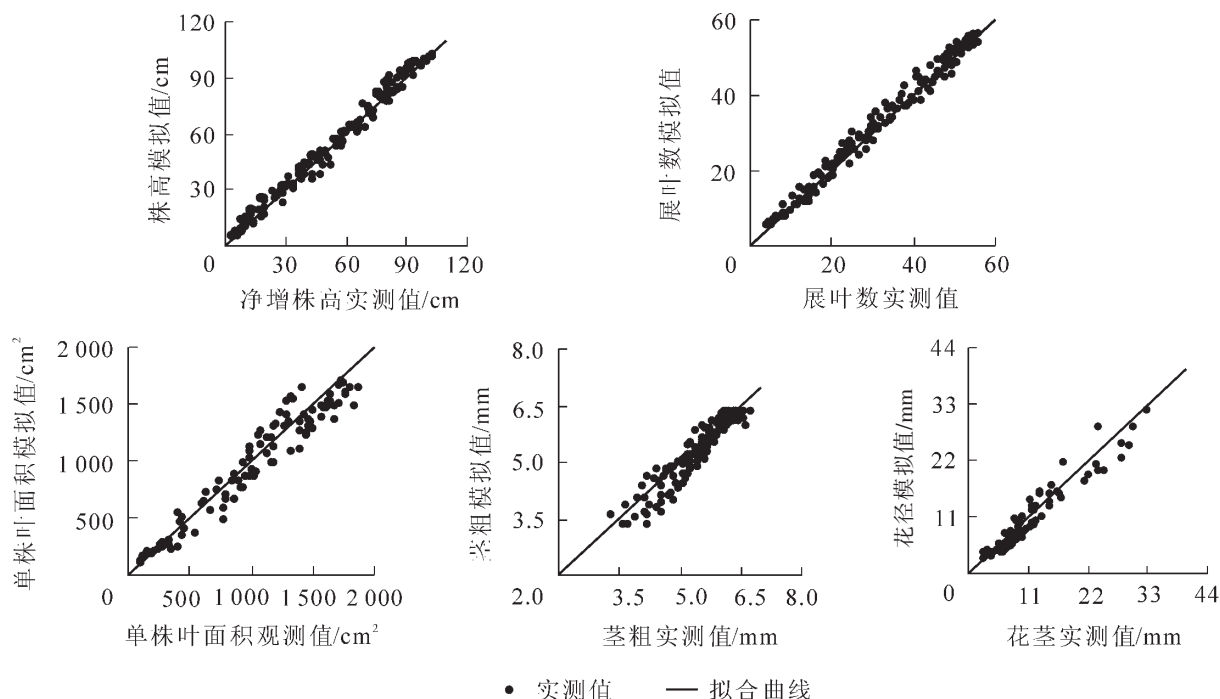 120
90
60
30
0
30 60 90 120
株高模拟值/cm
净增株高实测值/cm
60
40
20
0
20 40 60
展叶数模拟值
展叶数实测值
2 000
1 500
1 000
500
0
500 1 000 1 500 2 000
单株叶面积模拟值/cm²
单株叶面积观测值/cm²
8.0
6.5
5.0
3.5
2.0
3.5 5.0 6.5 8.0
茎粗模拟值/mm
茎粗实测值/mm
44
33
22
11
0
11 22 33 44
花径模拟值/mm
花茎实测值/mm
实测值 拟合曲线